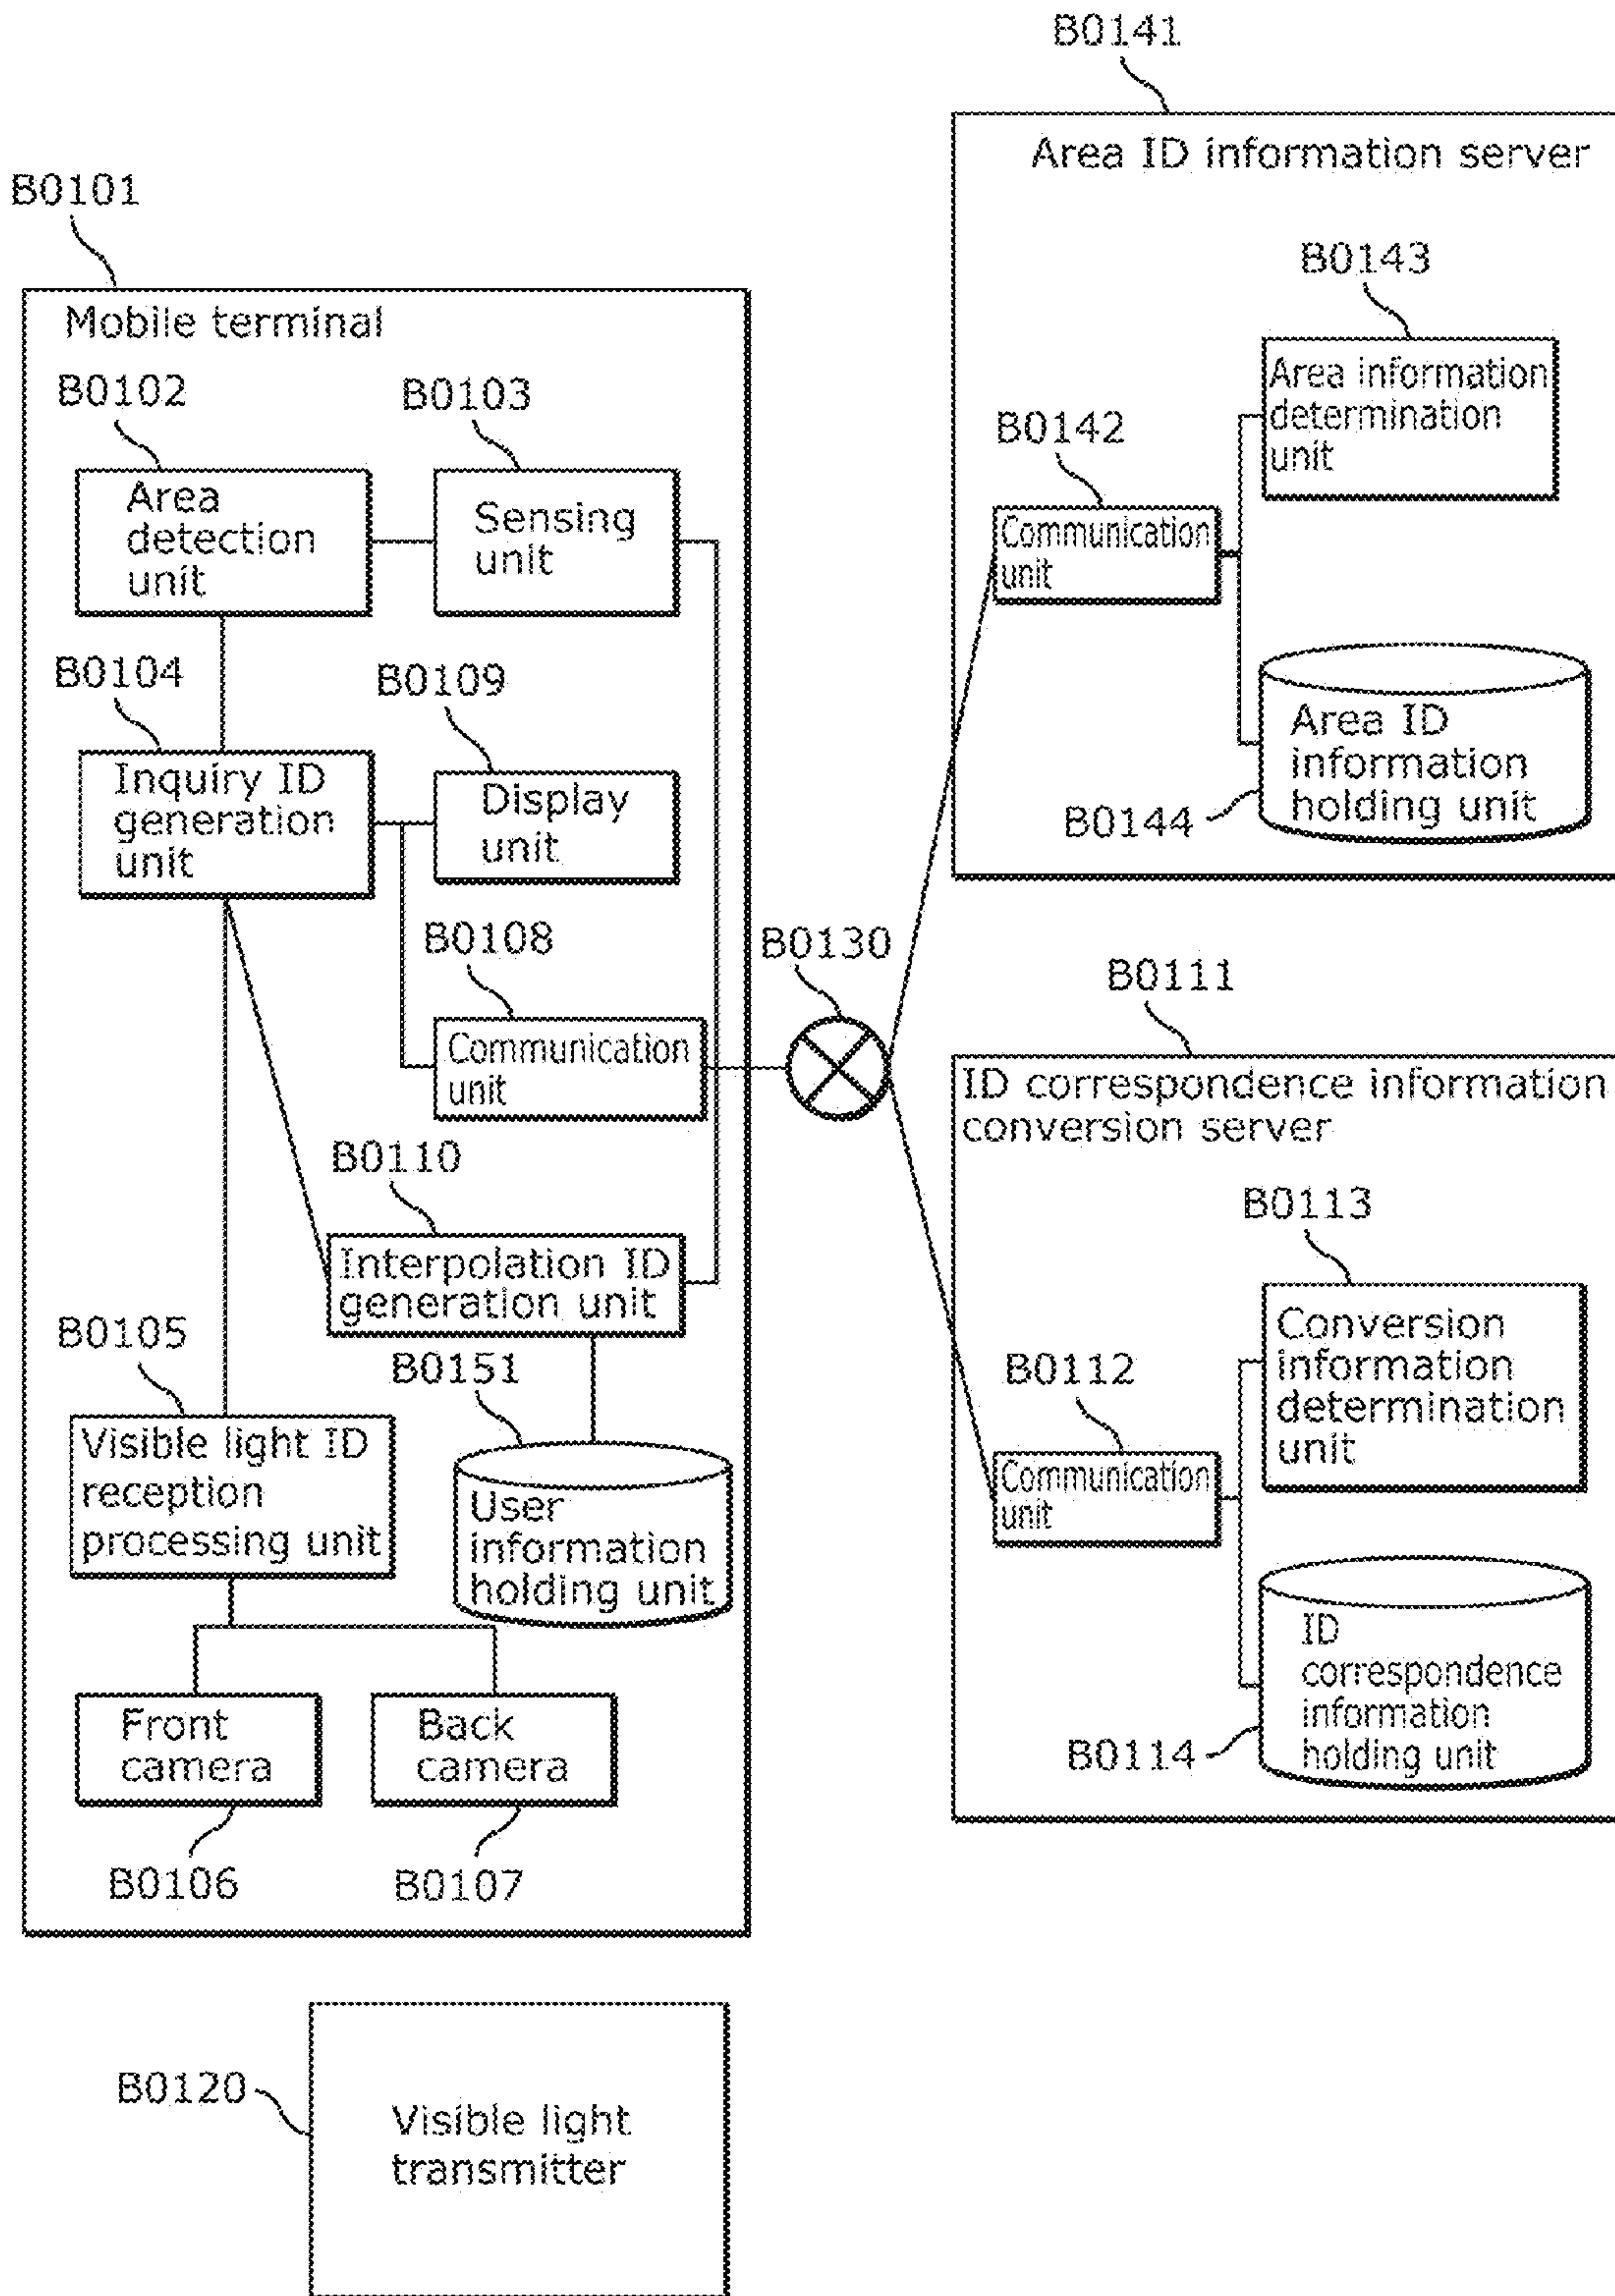 B0141
Area ID information server
B0143
Area information
determination
unit
B0142
Communication
unit
Area ID
information
holding unit
B0144
B0101
Mobile terminal
B0102
B0103
Area
detection
unit
Sensing
unit
B0104
B0109
Inquiry ID
generation
unit
Display
unit
B0108
Communication
unit
B0130
B0110
Interpolation ID
generation unit
B0105
B0151
Visible light ID
reception
processing unit
User
information
holding unit
Front
camera
Back
camera
B0106
B0107
B0111
ID correspondence information
conversion server
B0113
Conversion
information
determination
unit
B0112
Communication
unit
ID
correspondence
information
holding unit
B0114
B0120
Visible light
transmitter